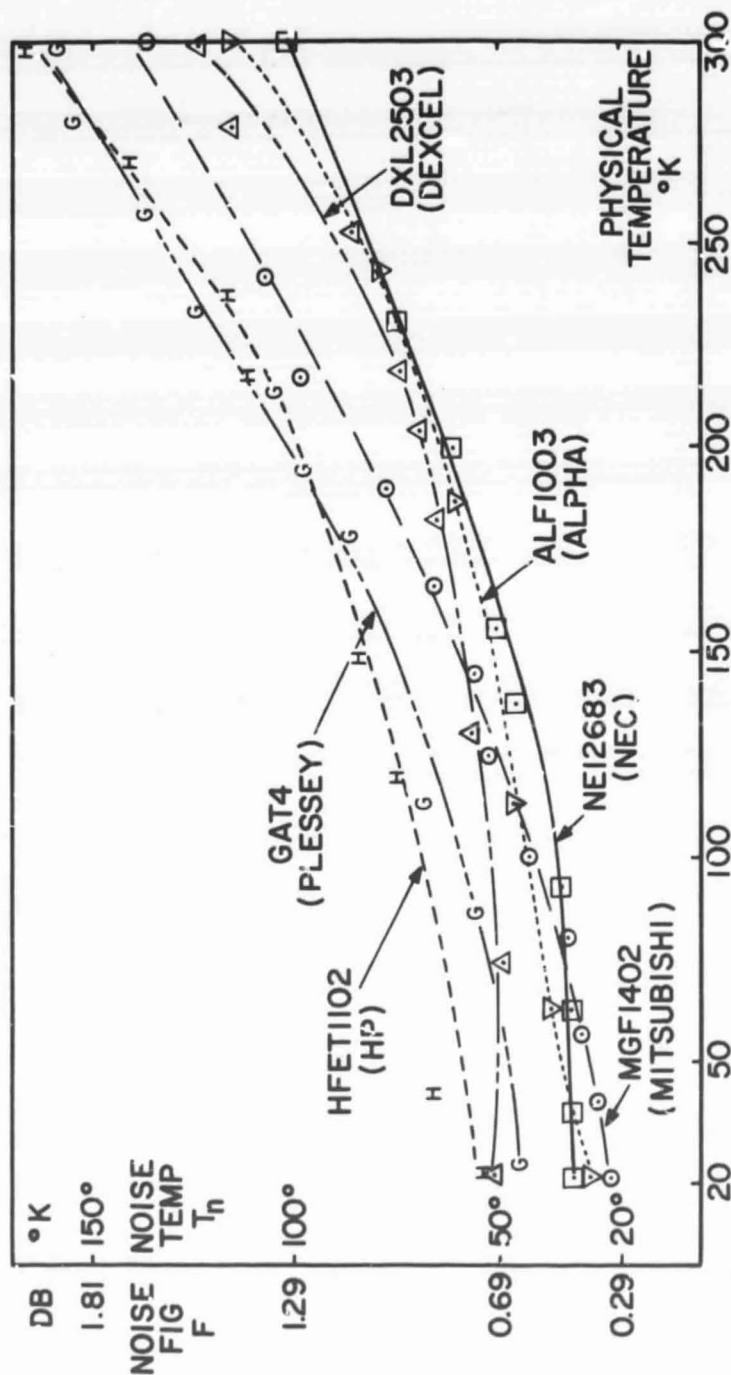 DB
1.81
1.29
0.69
0.29
NOISE
FIG
F
°K
150°
100°
50°
20°
NOISE
TEMP
Tn
HFET1102
(HP)
GAT4
(PLESSEY)
DXL2503
(DEXCEL)
ALF1003
(ALPHA)
NE12683
(NEC)
MGF1402
(MITSUBISHI)
PHYSICAL
TEMPERATURE
°K
20
50
100
150
200
250
300
H
H
H
H
H
H
H
H
G
G
G
G
G
G
G
G